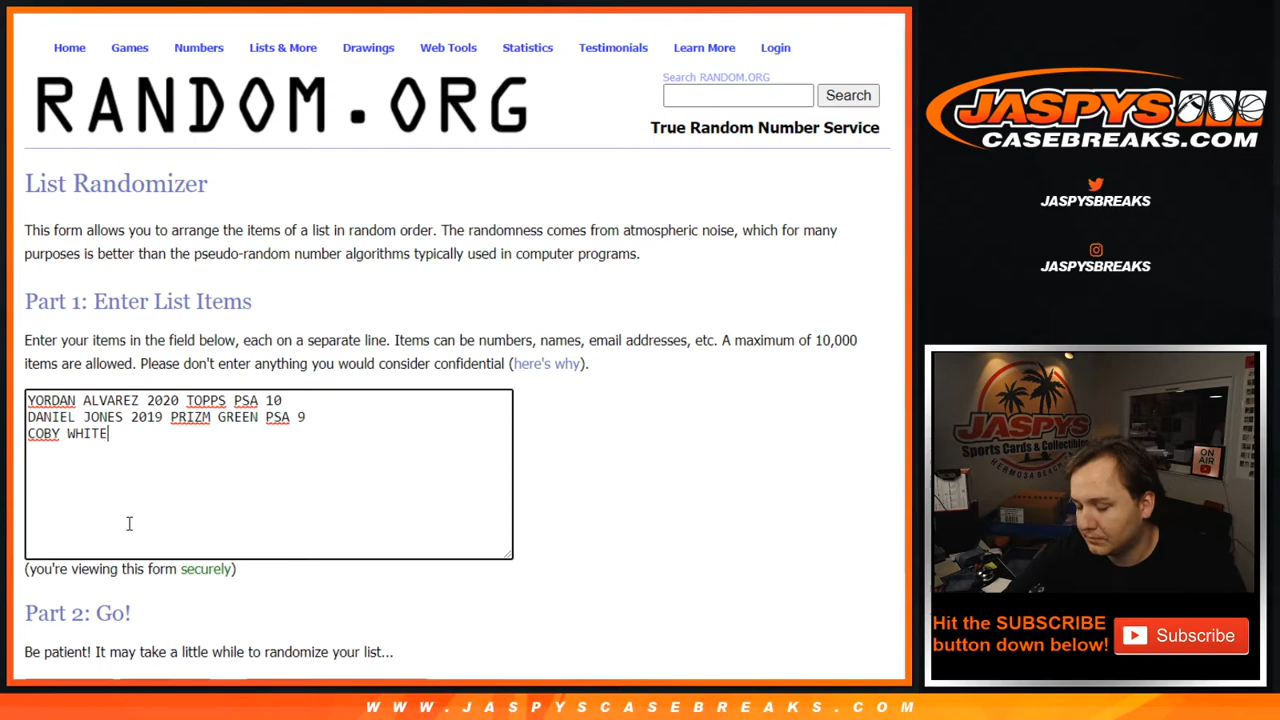 Home Games Numbers Lists & More Drawings Web Tools Statistics Testimonials Learn More Login
RANDOM.ORG
Search RANDOM.ORG
Search
True Random Number Service
List Randomizer
This form allows you to arrange the items of a list in random order. The randomness comes from atmospheric noise, which for many
purposes is better than the pseudo-random number algorithms typically used in computer programs.
Part 1: Enter List Items
Enter your items in the field below, each on a separate line. Items can be numbers, names, email addresses, etc. A maximum of 10,000
items are allowed. Please don't enter anything you would consider confidential (here's why).
YORDAN ALVAREZ 2020 TOPPS PSA 10
DANIEL JONES 2019 PRIZM GREEN PSA 9
COBY WHITE
(you're viewing this form securely)
Part 2: Go!
Be patient! It may take a little while to randomize your list...
JASPYS
CASEBREAKS.COM
JASPYSBREAKS
JASPYSBREAKS
JASPY'S
Sports Cards & Collectibles
HERMOSA BEACH
ON AIR
Hit the SUBSCRIBE
button down below!
Subscribe
WWW.JASPYSCASEBREAKS.COM